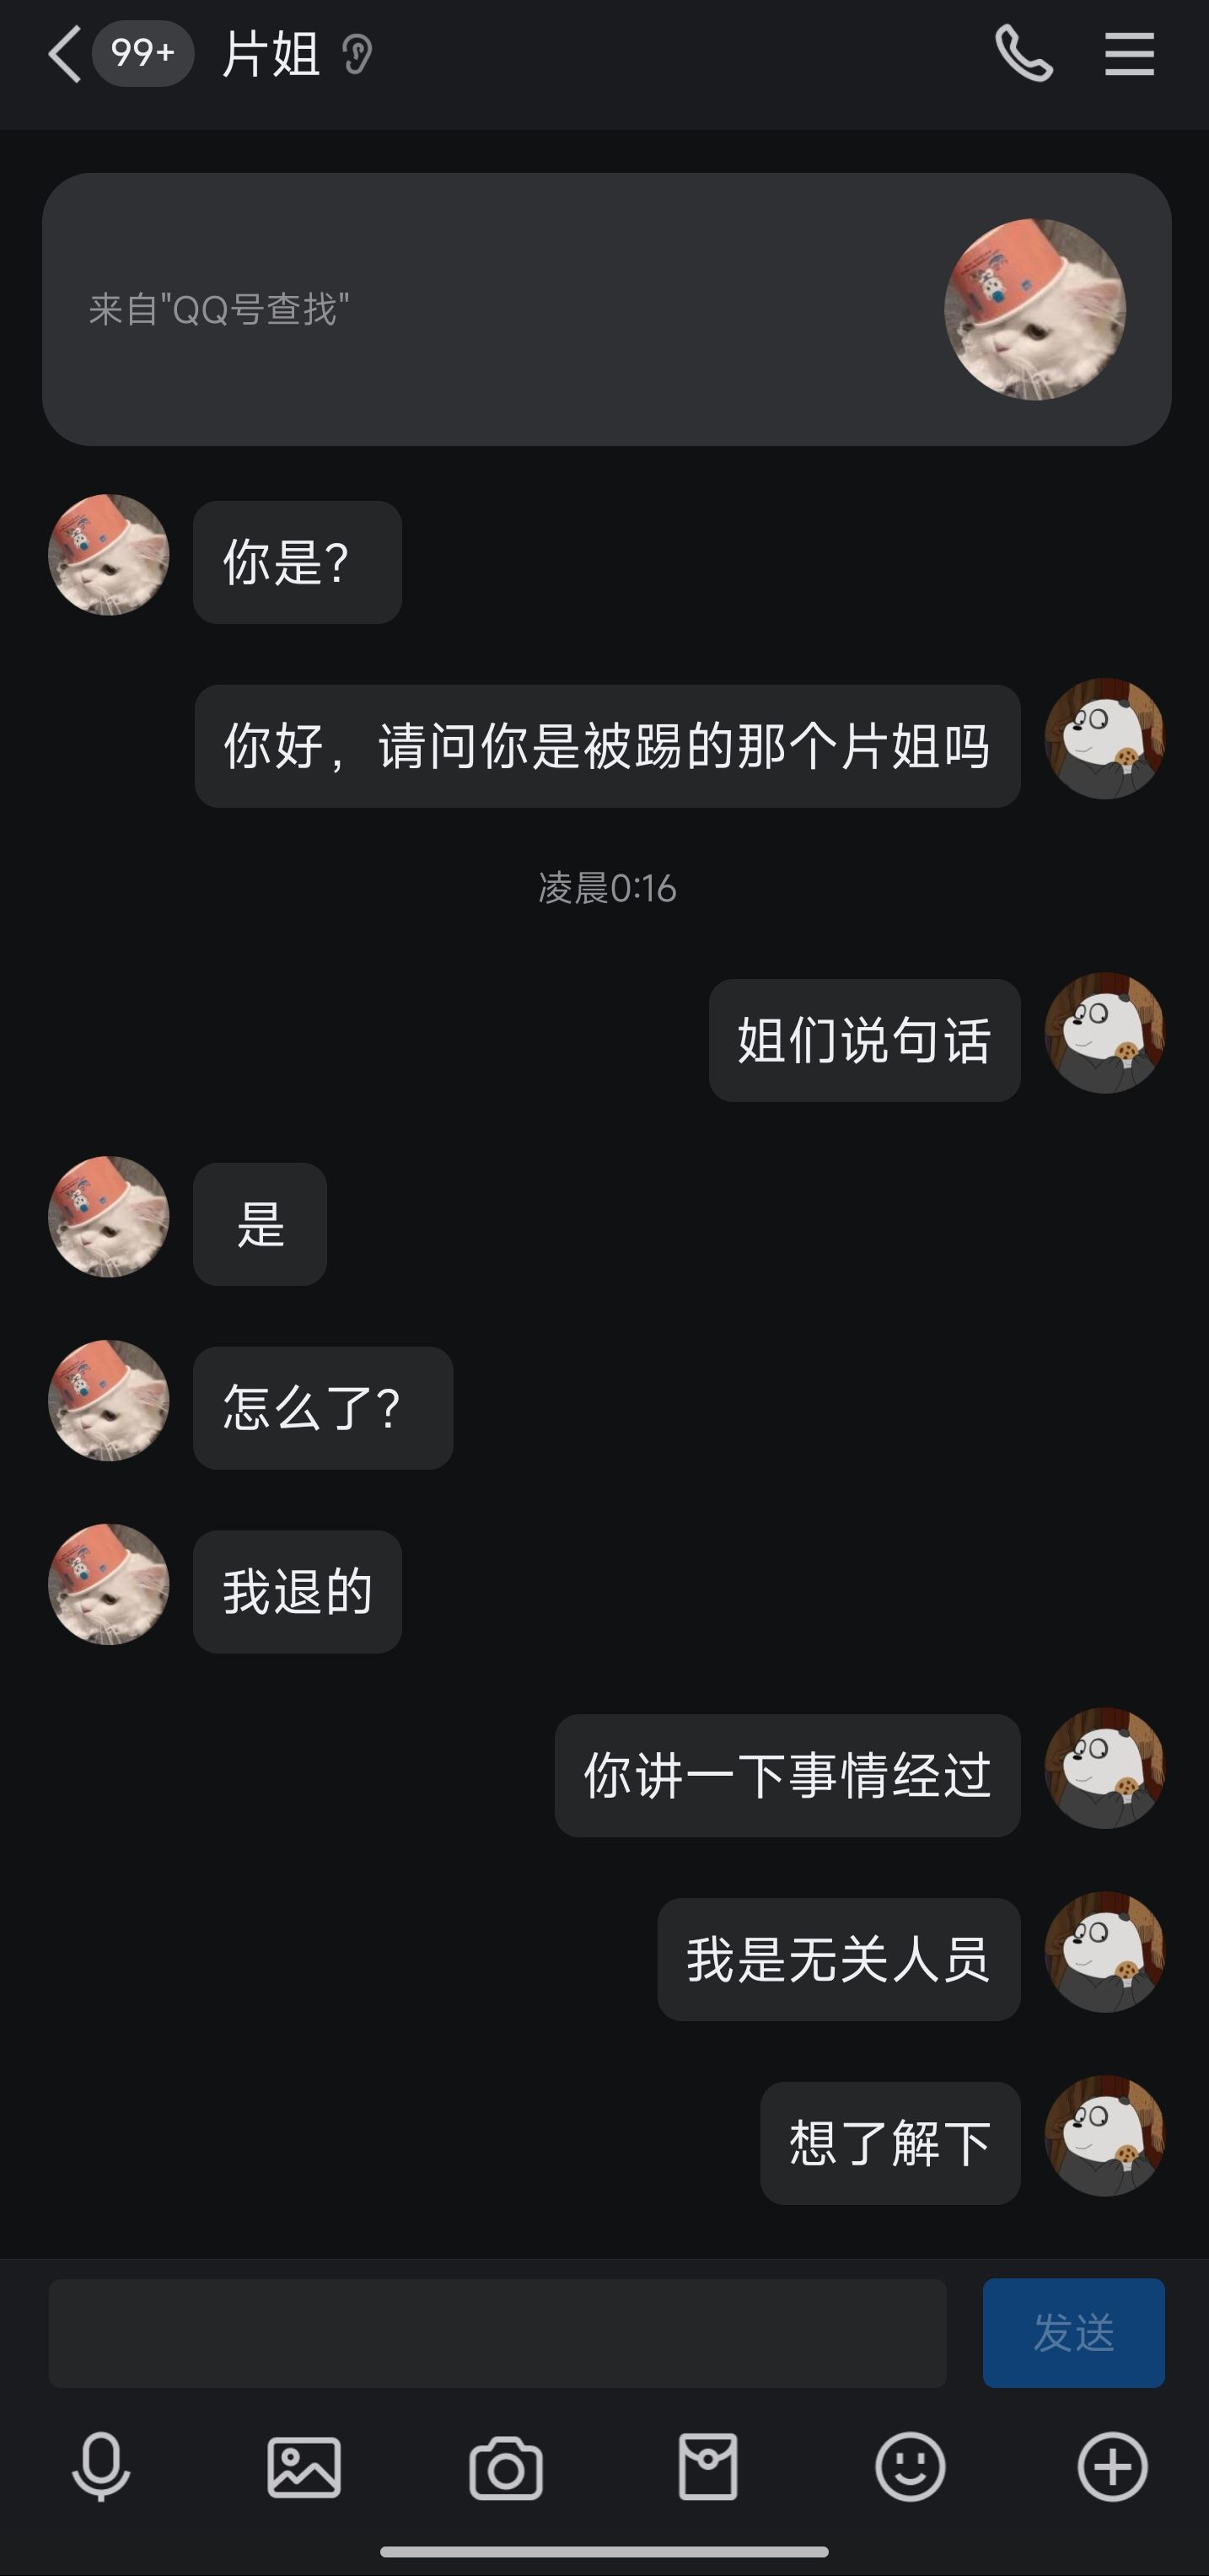 99+ 片姐
来自"QQ号查找"
你是?
你好，请问你是被踢的那个片姐吗
凌晨0:16
姐们说句话
是
怎么了?
我退的
你讲一下事情经过
我是无关人员
想了解下
发送